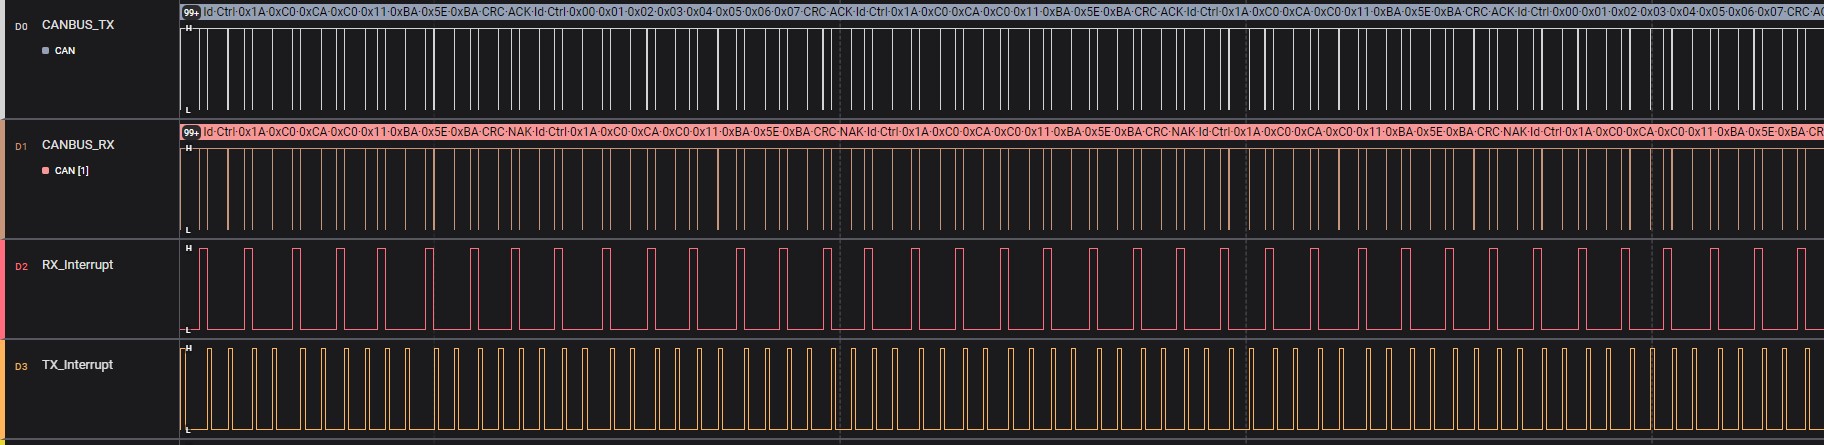 D0 CANBUS_TX
CAN
99+ Id·Ctrl·0x1A·0xC0·0xCA·0xC0·0x11·0xBA·0x5E·0xBA·CRC·ACK·Id·Ctrl·0x00·0x01·0x02·0x03·0x04·0x05·0x06·0x07·CRC·ACK·Id·Ctrl·0x1A·0xC0·0xCA·0xC0·0x11·0xBA·0x5E·0xBA·CRC·ACK·Id·Ctrl·0x1A·0xC0·0xCA·0xC0·0x11·0xBA·0x5E·0xBA·CRC·ACK·Id·Ctrl·0x00·0x01·0x02·0x03·0x04·0x05·0x06·0x07·CRC·AC
H
L
D1 CANBUS_RX
CAN [1]
99+ Id·Ctrl·0x1A·0xC0·0xCA·0xC0·0x11·0xBA·0x5E·0xBA·CRC·NAK·Id·Ctrl·0x1A·0xC0·0xCA·0xC0·0x11·0xBA·0x5E·0xBA·CRC·NAK·Id·Ctrl·0x1A·0xC0·0xCA·0xC0·0x11·0xBA·0x5E·0xBA·CRC·NAK·Id·Ctrl·0x1A·0xC0·0xCA·0xC0·0x11·0xBA·0x5E·0xBA·CRC·NAK·Id·Ctrl·0x1A·0xC0·0xCA·0xC0·0x11·0xBA·0x5E·0xBA·CR
H
L
D2 RX_Interrupt
H
L
D3 TX_Interrupt
H
L